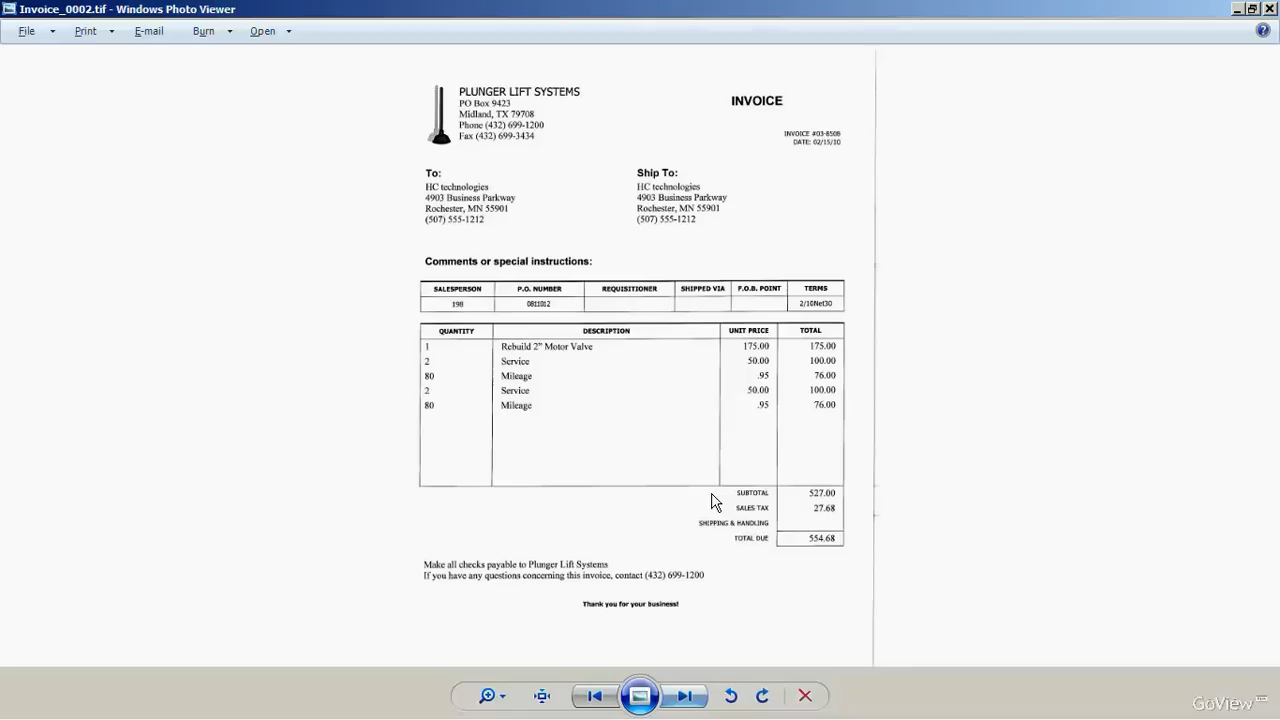 Invoice_0002.tif - Windows Photo Viewer
File Print E-mail Burn Open
PLUNGER LIFT SYSTEMS
PO Box 9423
Midland, TX 79708
Phone (432) 699-1200
Fax (432) 699-3434
INVOICE
INVOICE #03-8508
DATE: 02/15/10
To:
HC technologies
4903 Business Parkway
Rochester, MN 55901
(507) 555-1212
Ship To:
HC technologies
4903 Business Parkway
Rochester, MN 55901
(507) 555-1212
Comments or special instructions:
SALESPERSON P.O. NUMBER REQUISITIONER SHIPPED VIA F.O.B. POINT TERMS
198 0811012 2/10Net30
QUANTITY DESCRIPTION UNIT PRICE TOTAL
1 Rebuild 2" Motor Valve 175.00 175.00
2 Service 50.00 100.00
80 Mileage .95 76.00
2 Service 50.00 100.00
80 Mileage .95 76.00
SUBTOTAL 527.00
SALES TAX 27.68
SHIPPING & HANDLING
TOTAL DUE 554.68
Make all checks payable to Plunger Lift Systems
If you have any questions concerning this invoice, contact (432) 699-1200
Thank you for your business!
GoView